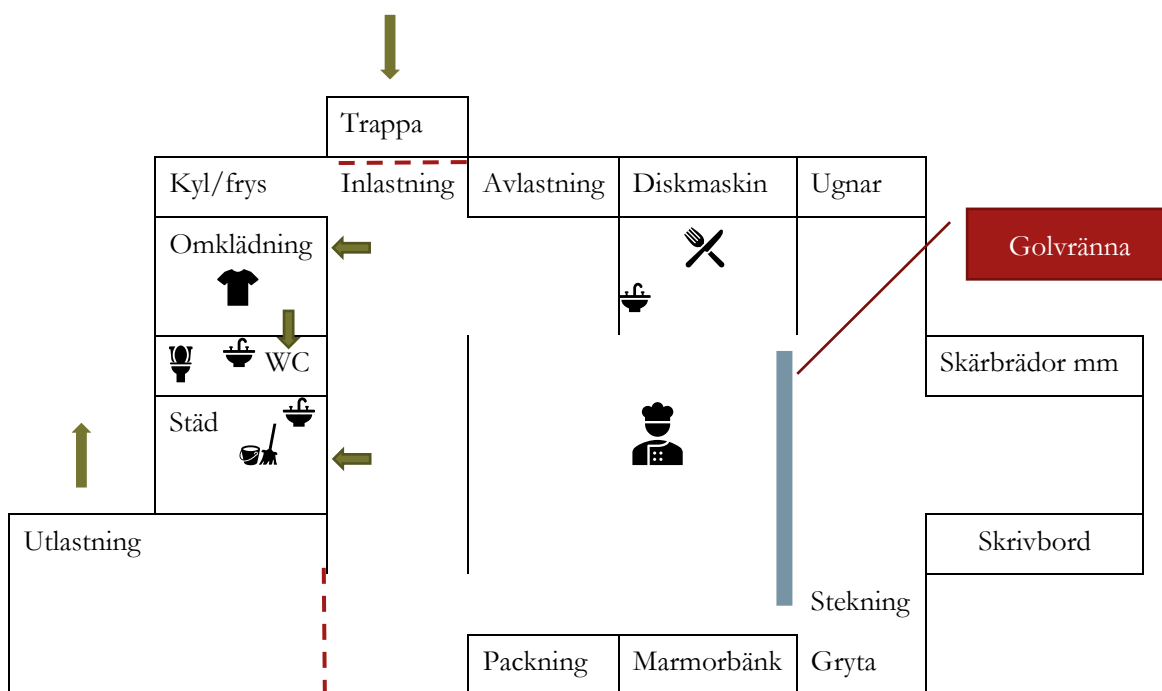 Trappa
Kyl/frys
Inlastning
Avlastning
Diskmaskin
Ugnar
Omklädning
Golvränna
WC
Skärbrädor mm
Städ
Utlastning
Skrivbord
Stekning
Packning
Marmorbänk
Gryta